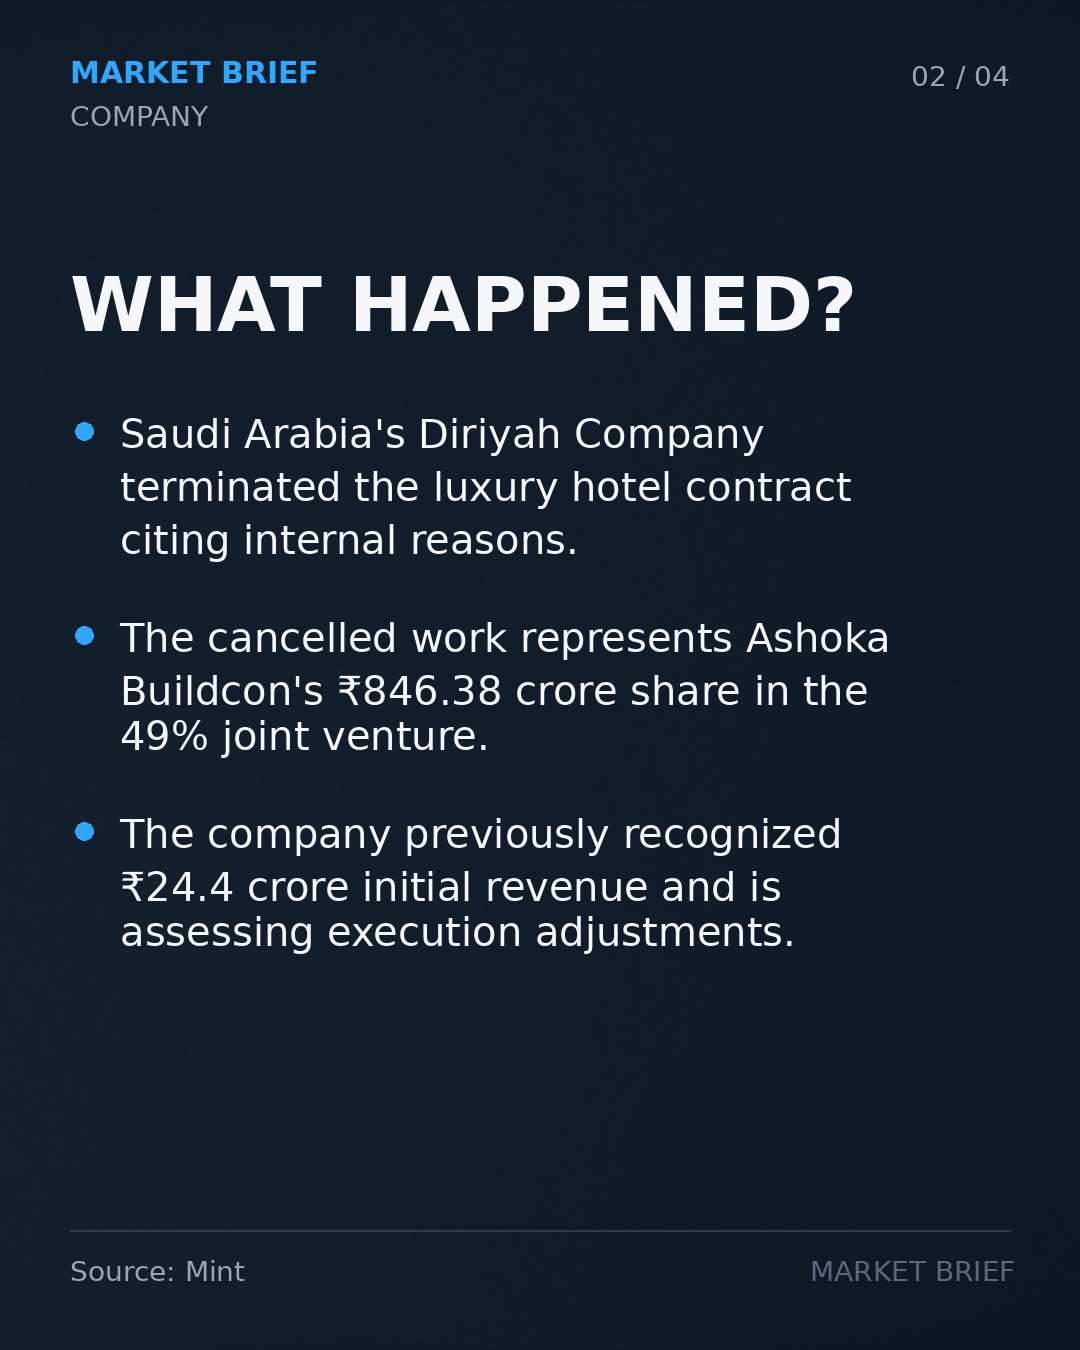 MARKET BRIEF
COMPANY
02 / 04
WHAT HAPPENED?
Saudi Arabia's Diriyah Company
terminated the luxury hotel contract
citing internal reasons.
The cancelled work represents Ashoka
Buildcon's ₹846.38 crore share in the
49% joint venture.
The company previously recognized
₹24.4 crore initial revenue and is
assessing execution adjustments.
Source: Mint
MARKET BRIEF